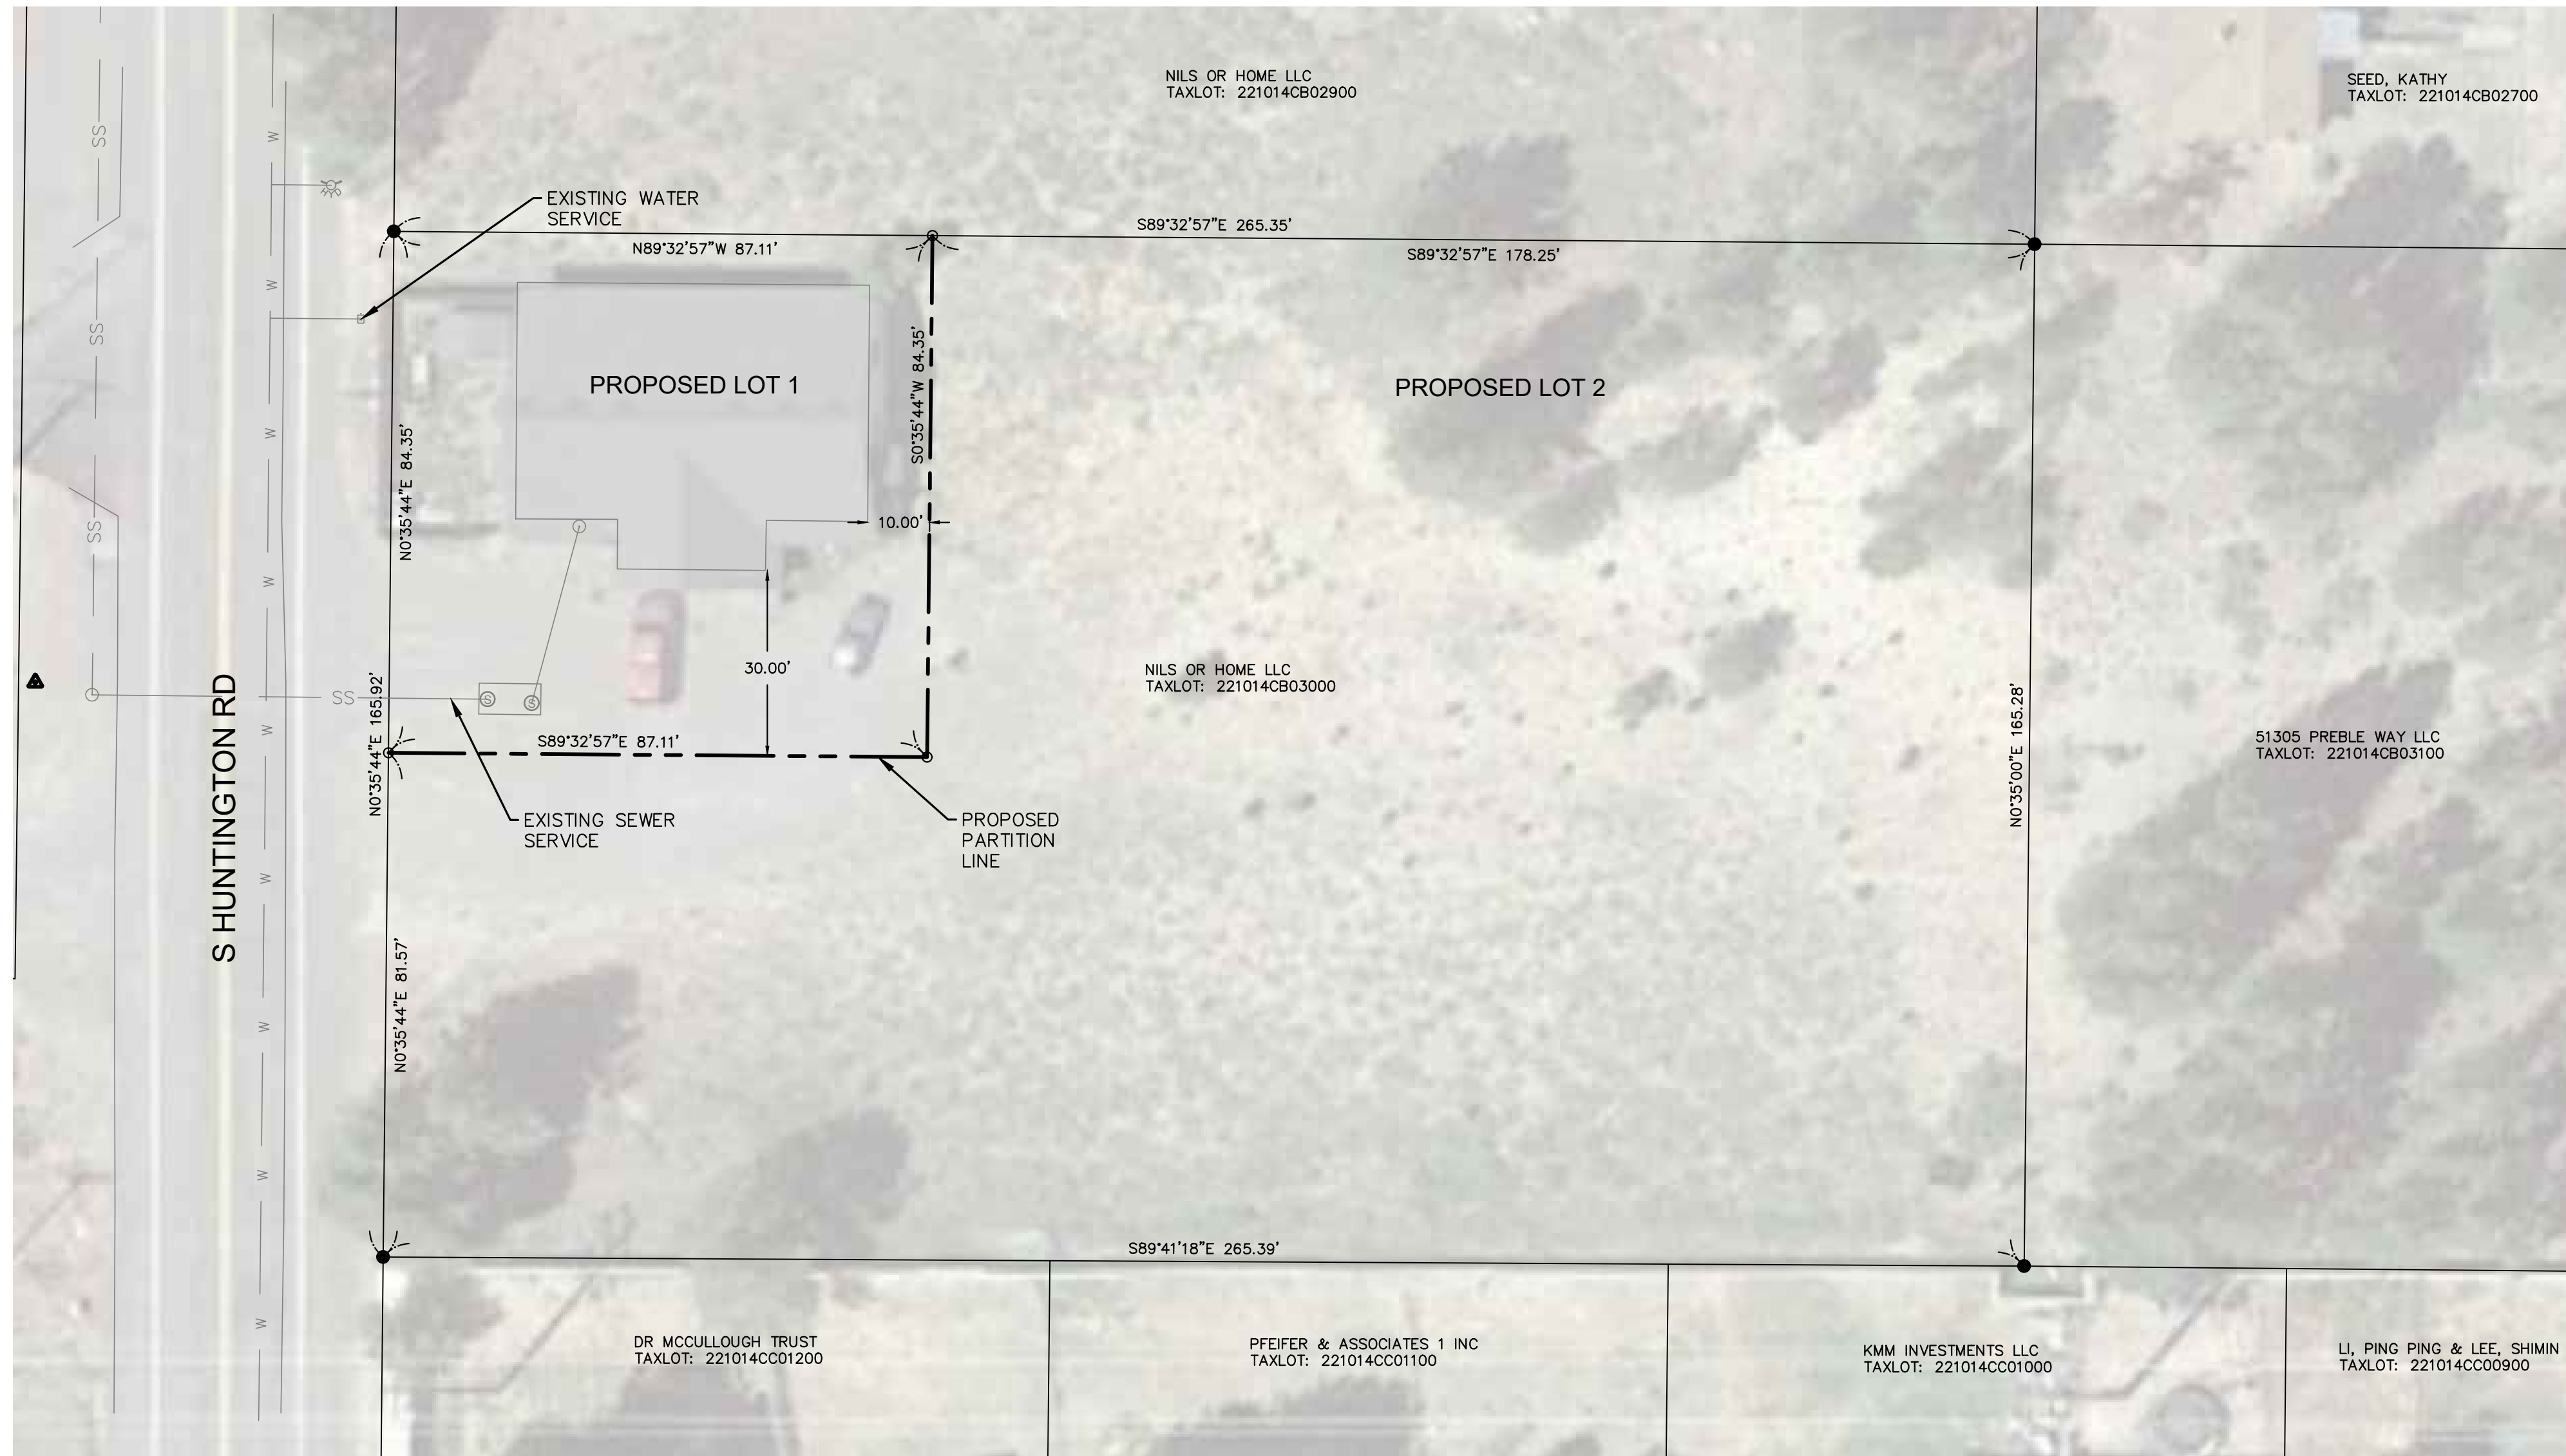 NILS OR HOME LLC
TAXLOT: 221014CB02900
SEED, KATHY
TAXLOT: 221014CB02700
SS
W
EXISTING WATER
SERVICE
S89°32'57"E 265.35'
N89°32'57"W 87.11'
S89°32'57"E 178.25'
W
SS
PROPOSED LOT 1
S0°35'44"W 84.35'
PROPOSED LOT 2
N0°35'44"E 84.35'
W
SS
10.00'
W
30.00'
NILS OR HOME LLC
TAXLOT: 221014CB03000
SS
S
S
S HUNTINGTON RD
N0°35'44"E 165.92'
W
S89°32'57"E 87.11'
N0°35'00"E 165.28'
51305 PREBLE WAY LLC
TAXLOT: 221014CB03100
EXISTING SEWER
SERVICE
PROPOSED
PARTITION
LINE
W
N0°35'44"E 81.57'
W
W
S89°41'18"E 265.39'
W
DR MCCULLOUGH TRUST
TAXLOT: 221014CC01200
PFEIFER & ASSOCIATES 1 INC
TAXLOT: 221014CC01100
KMM INVESTMENTS LLC
TAXLOT: 221014CC01000
LI, PING PING & LEE, SHIMIN
TAXLOT: 221014CC00900